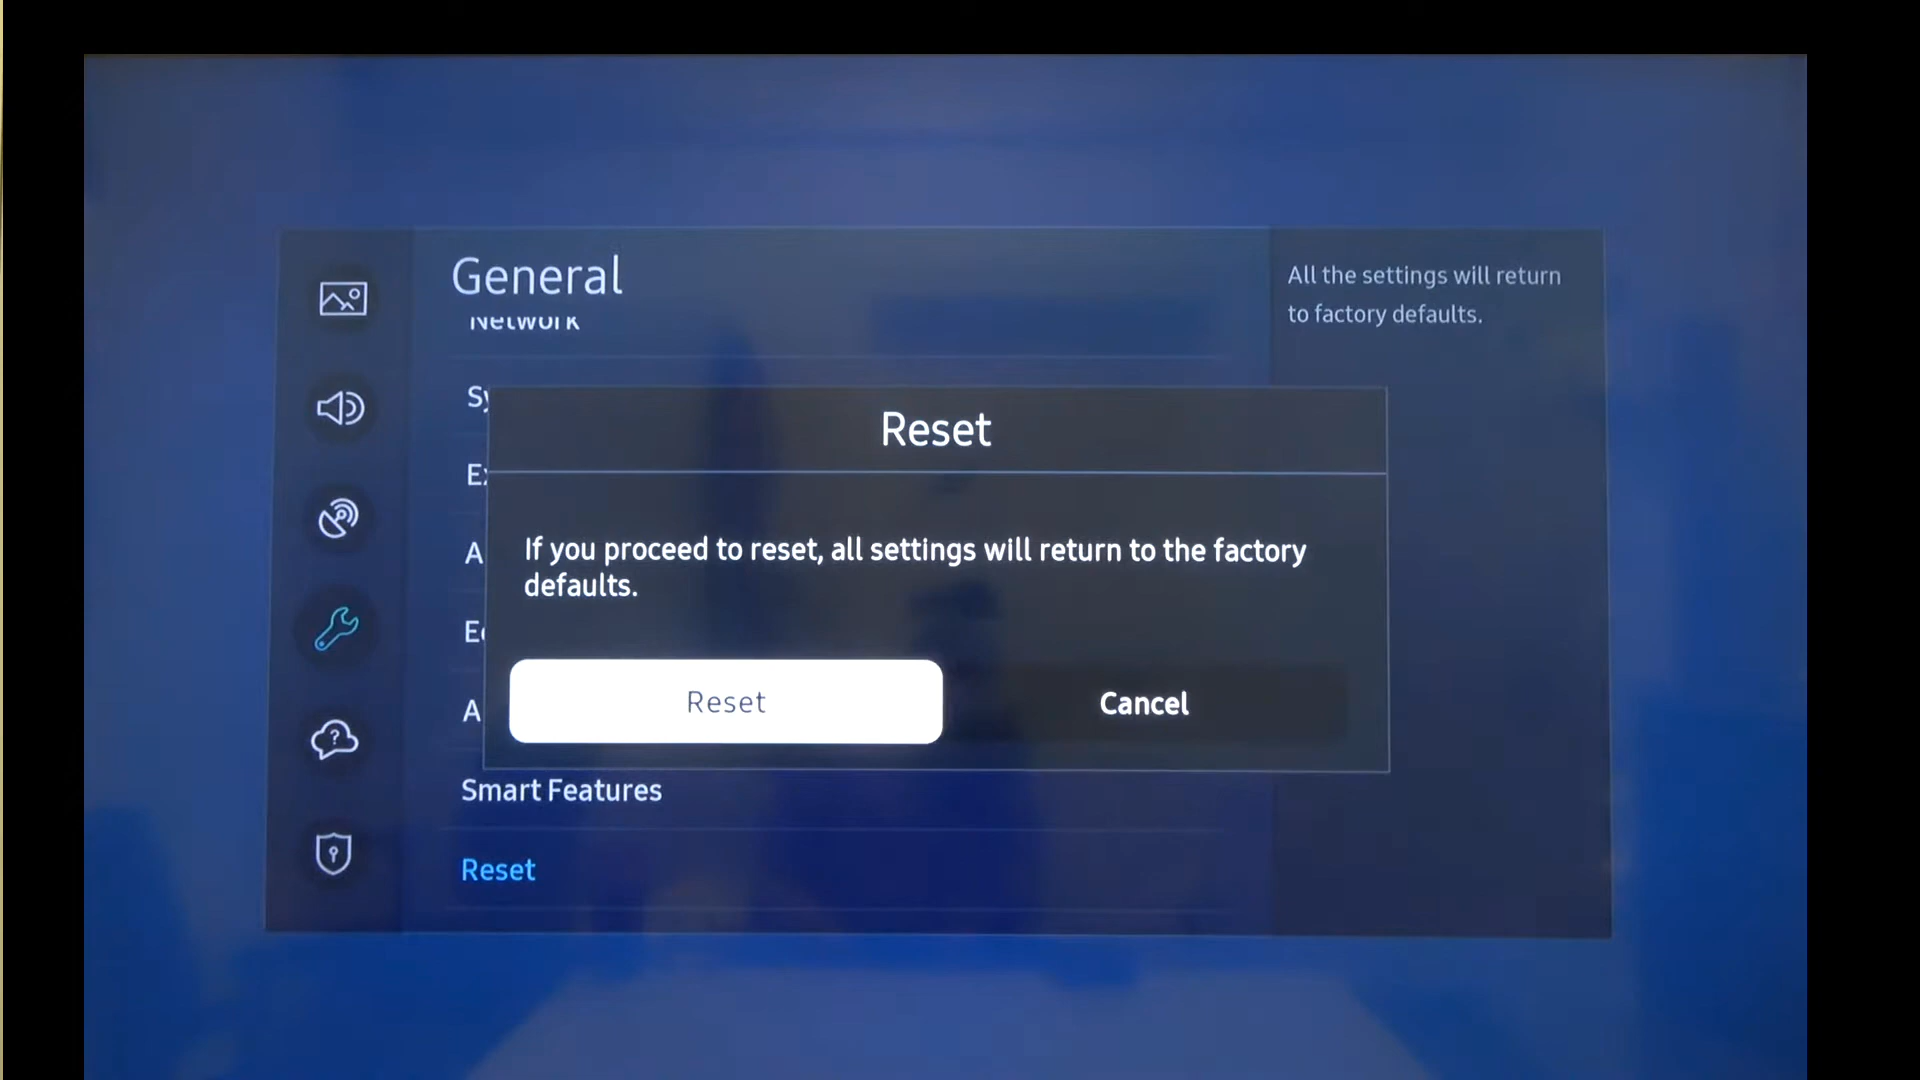 General
Network
All the settings will return
to factory defaults.
Reset
If you proceed to reset, all settings will return to the factory
defaults.
Reset
Cancel
Smart Features
Reset